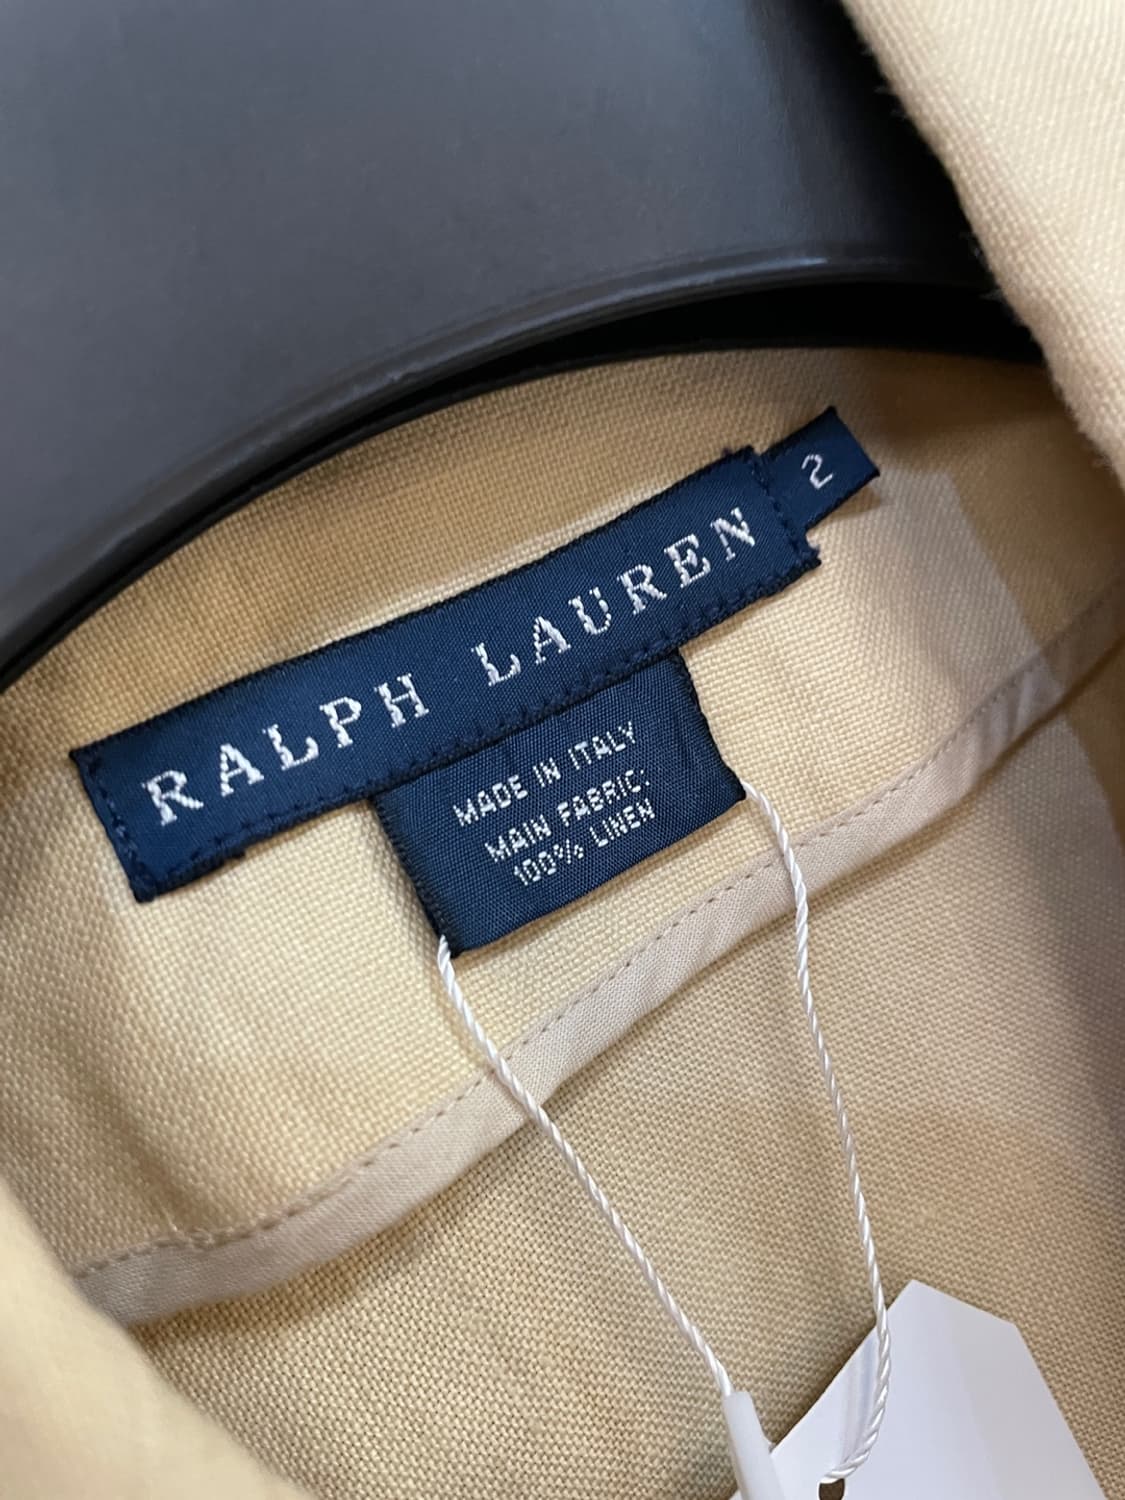 RALPH LAUREN
2
MADE IN ITALY
MAIN FABRIC:
100% LINEN